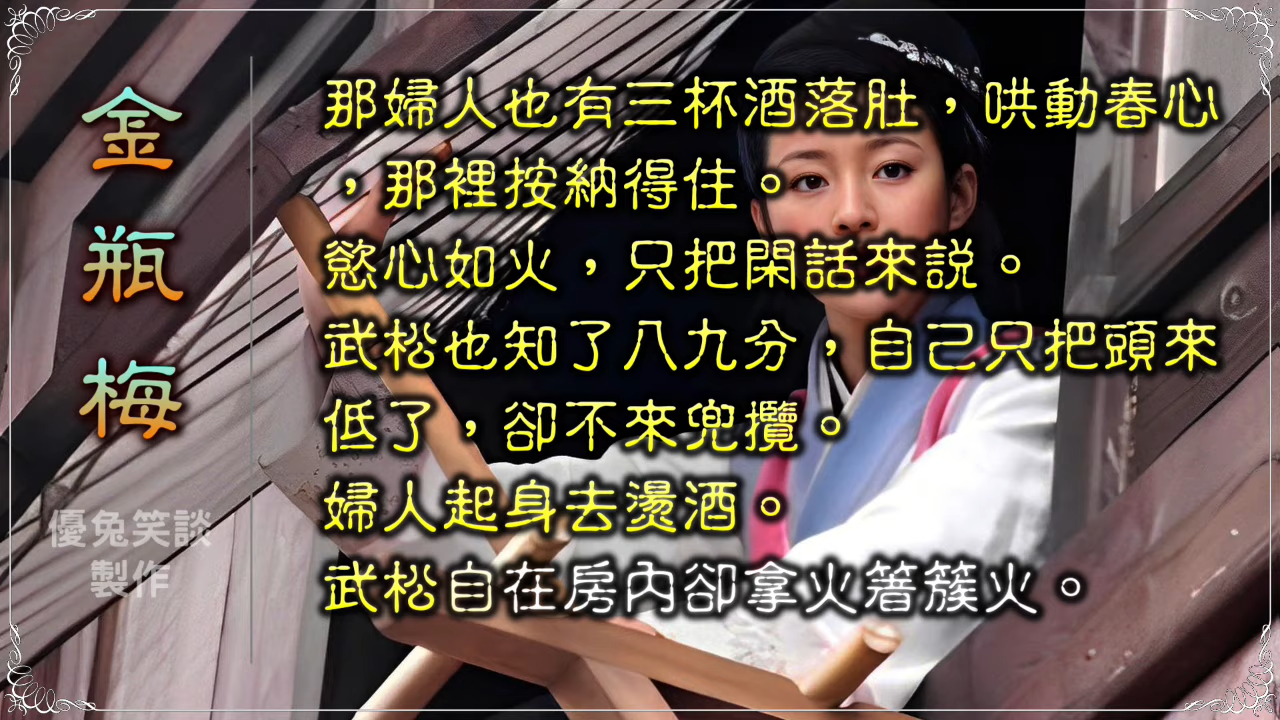 金瓶梅
那婦人也有三杯酒落肚，哄動春心
，那裡按納得住。
慾心如火，只把閑話來説。
武松也知了八九分，自己只把頭來
低了，卻不來兜攬。
婦人起身去燙酒。
武松自在房內卻拿火箸簇火。
優兔笑談
製作